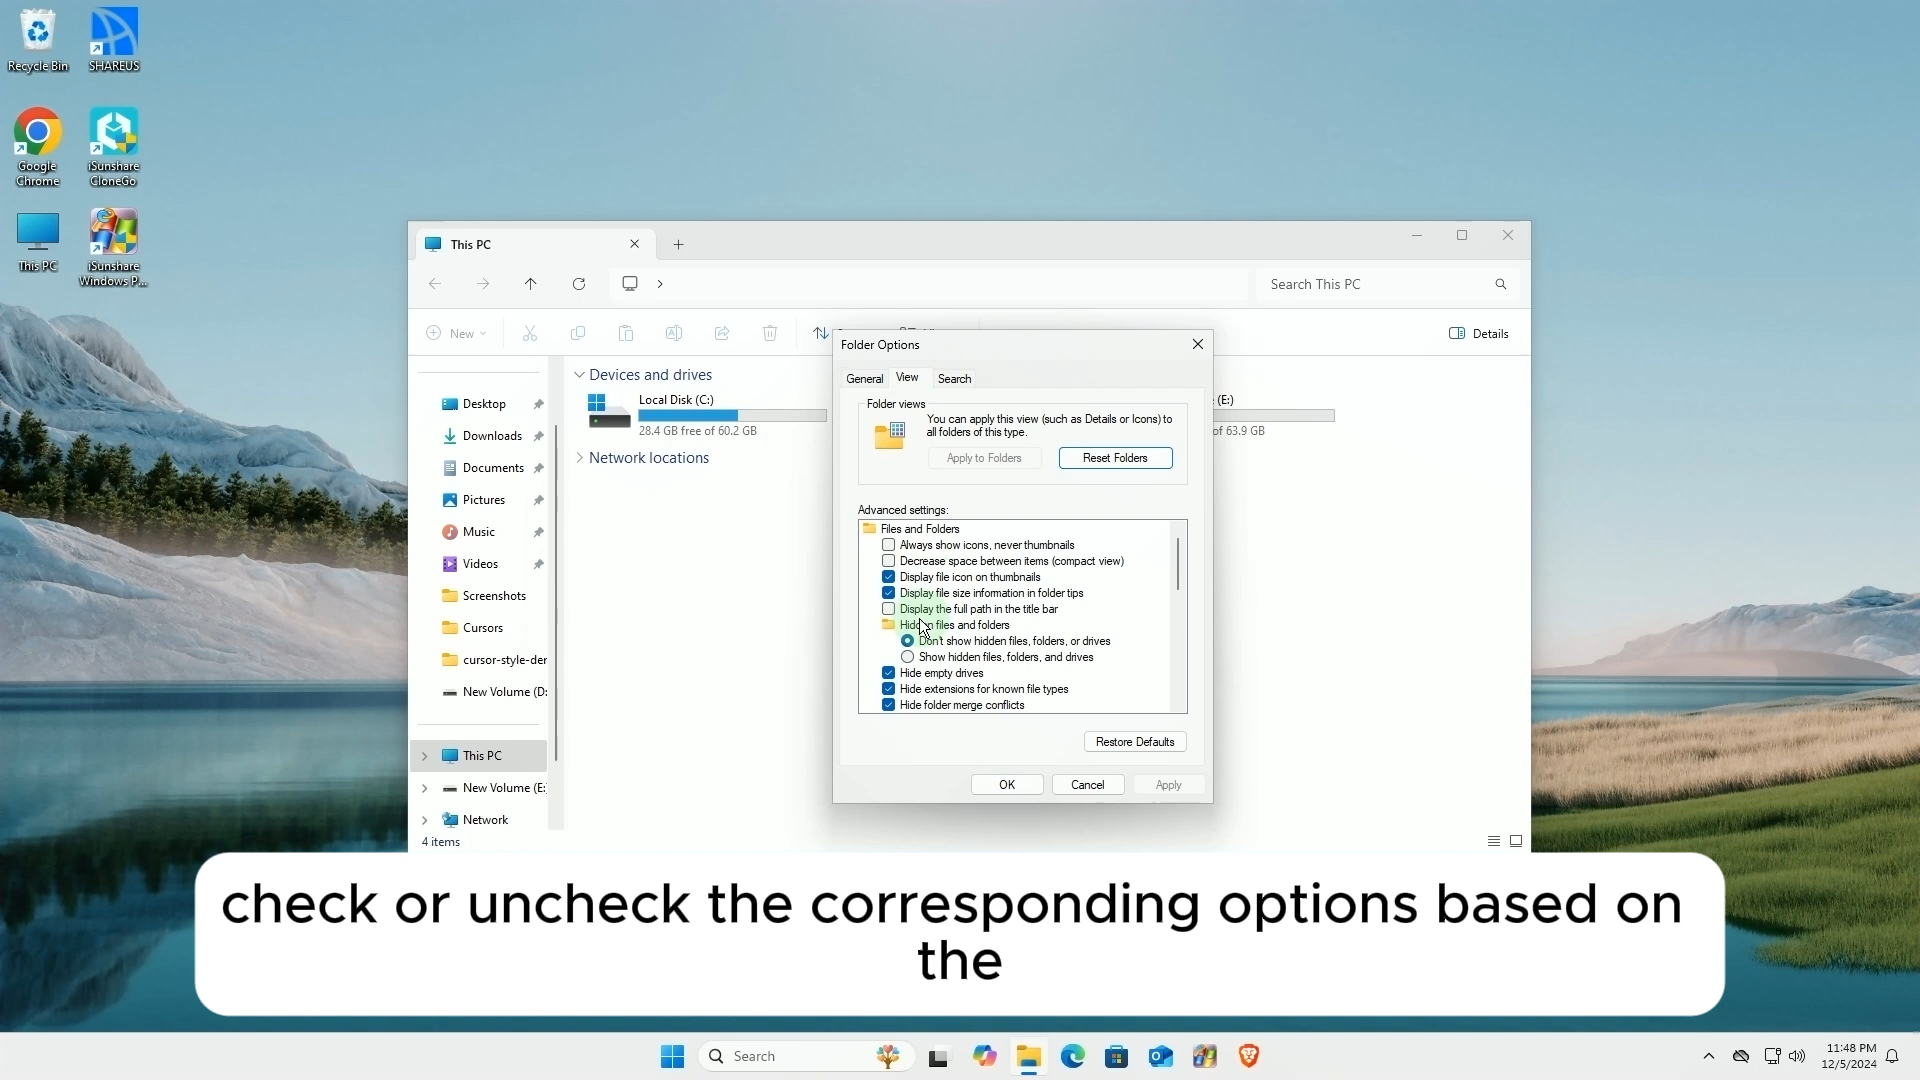 Recycle Bin
SHAREUS
Google
Chrome
iSunshare
CloneGo
This PC
iSunshare
Windows P...
This PC
Search This PC
New
Details
Desktop
Downloads
Documents
Pictures
Music
Videos
Screenshots
Cursors
cursor-style-der
New Volume (D:
This PC
New Volume (E:
Network
4 items
Devices and drives
Local Disk (C:)
28.4 GB free of 60.2 GB
(E:)
of 63.9 GB
Network locations
Folder Options
General
View
Search
Folder views
You can apply this view (such as Details or Icons) to
all folders of this type.
Apply to Folders
Reset Folders
Advanced settings:
Files and Folders
Always show icons, never thumbnails
Decrease space between items (compact view)
Display file icon on thumbnails
Display file size information in folder tips
Display the full path in the title bar
Hidden files and folders
Don't show hidden files, folders, or drives
Show hidden files, folders, and drives
Hide empty drives
Hide extensions for known file types
Hide folder merge conflicts
Restore Defaults
OK
Cancel
Apply
check or uncheck the corresponding options based on
the
Search
11:48 PM
12/5/2024